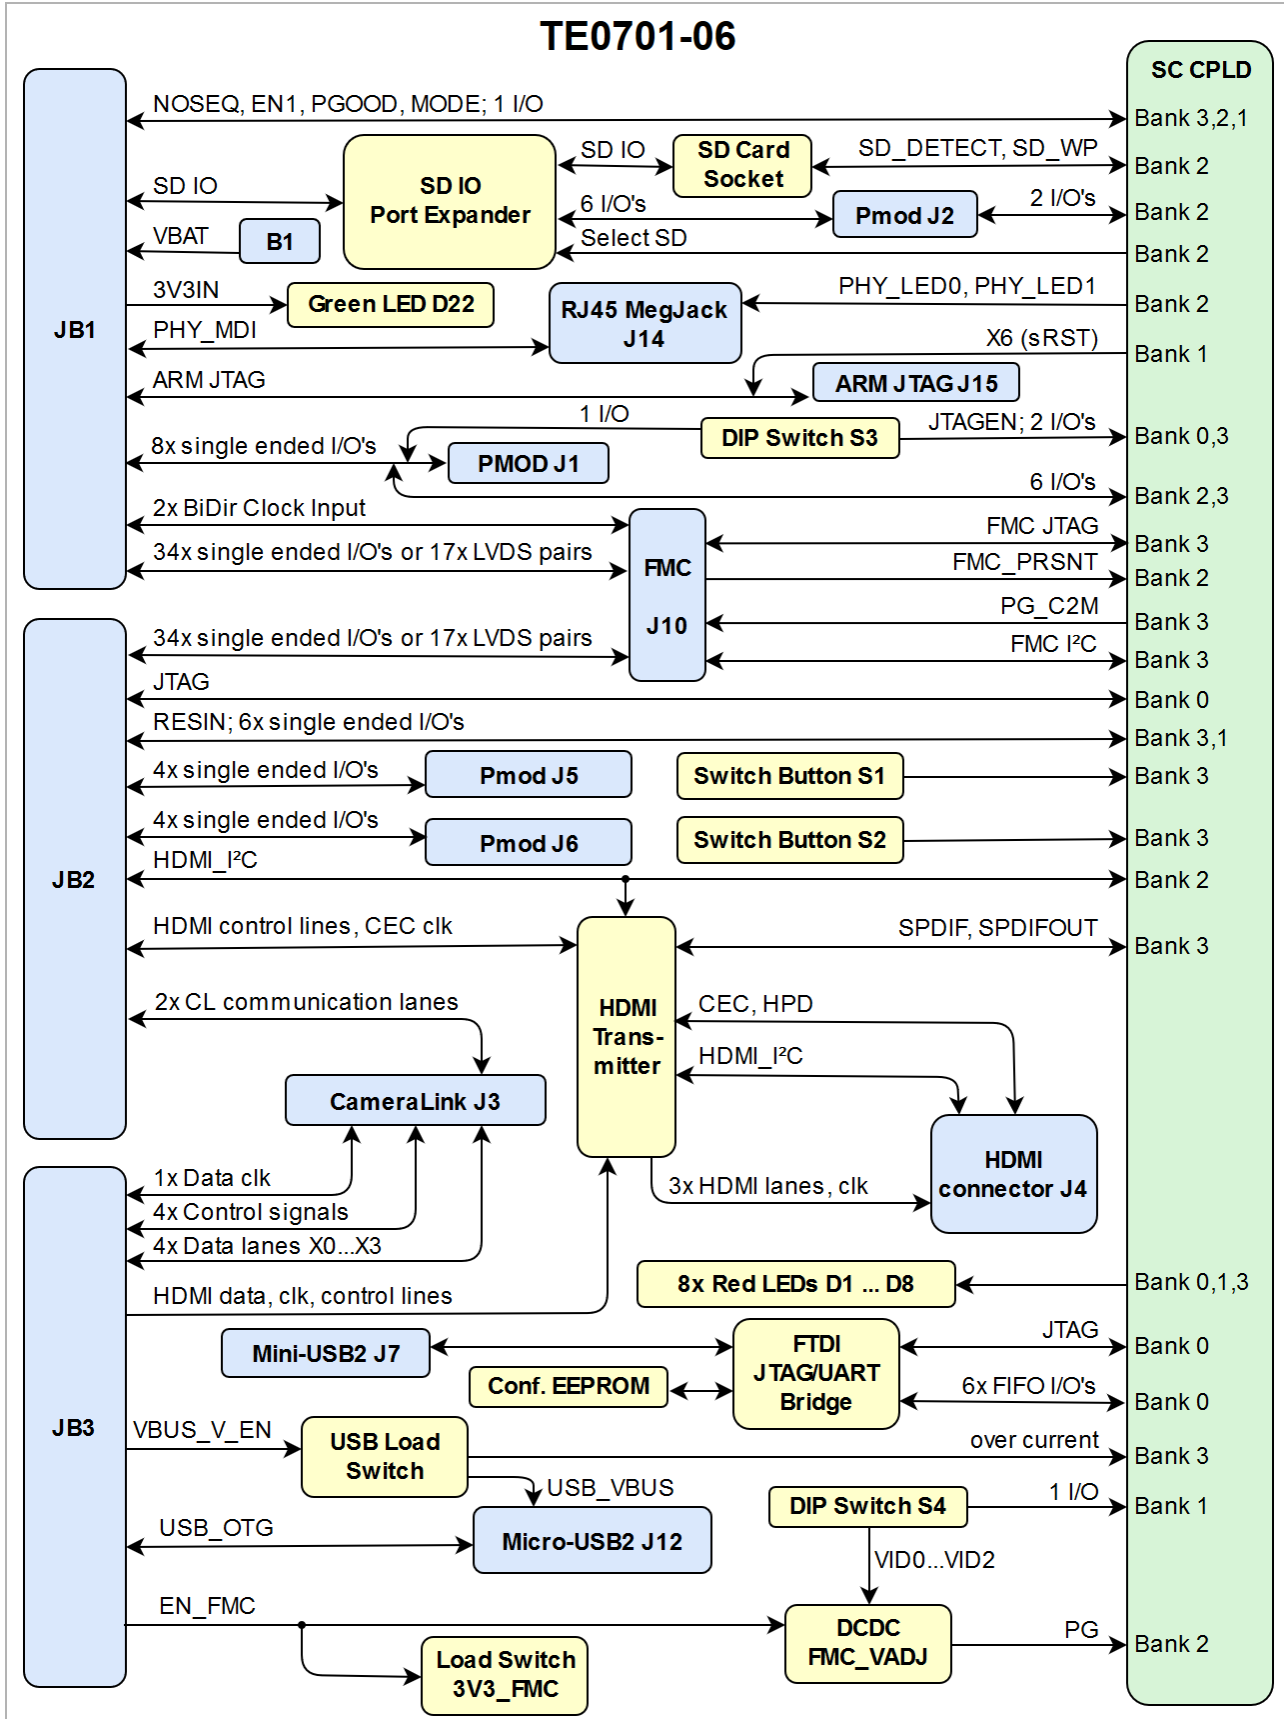 TE0701-06
SC CPLD
NOSEQ, EN1, PGOOD, MODE; 1 I/O
Bank 3,2,1
SD IO
Port Expander
SD IO
SD Card
Socket
SD_DETECT, SD_WP
Bank 2
SD IO
6 I/O's
Pmod J2
2 I/O's
Bank 2
VBAT
B1
Select SD
Bank 2
3V3IN
Green LED D22
RJ45 MegJack
J14
PHY_LED0, PHY_LED1
Bank 2
JB1
PHY_MDI
X6 (sRST)
Bank 1
ARM JTAG
ARM JTAG J15
1 I/O
DIP Switch S3
JTAGEN; 2 I/O's
Bank 0,3
8x single ended I/O's
PMOD J1
6 I/O's
Bank 2,3
2x BiDir Clock Input
FMC JTAG
Bank 3
34x single ended I/O's or 17x LVDS pairs
FMC
J10
FMC_PRSNT
Bank 2
PG_C2M
Bank 3
34x single ended I/O's or 17x LVDS pairs
FMC I²C
Bank 3
JTAG
Bank 0
RESIN; 6x single ended I/O's
Bank 3,1
4x single ended I/O's
Pmod J5
Switch Button S1
Bank 3
4x single ended I/O's
Pmod J6
Switch Button S2
Bank 3
JB2
HDMI_I²C
Bank 2
HDMI control lines, CEC clk
SPDIF, SPDIFOUT
Bank 3
HDMI
Trans-
mitter
2x CL communication lanes
CEC, HPD
HDMI_I²C
CameraLink J3
HDMI
connector J4
1x Data clk
3x HDMI lanes, clk
4x Control signals
4x Data lanes X0...X3
HDMI data, clk, control lines
8x Red LEDs D1 ... D8
Bank 0,1,3
Mini-USB2 J7
FTDI
JTAG/UART
Bridge
JTAG
Bank 0
Conf. EEPROM
6x FIFO I/O's
Bank 0
JB3
VBUS_V_EN
USB Load
Switch
over current
Bank 3
USB_VBUS
DIP Switch S4
1 I/O
Bank 1
USB_OTG
Micro-USB2 J12
VID0...VID2
EN_FMC
DCDC
FMC_VADJ
PG
Bank 2
Load Switch
3V3_FMC